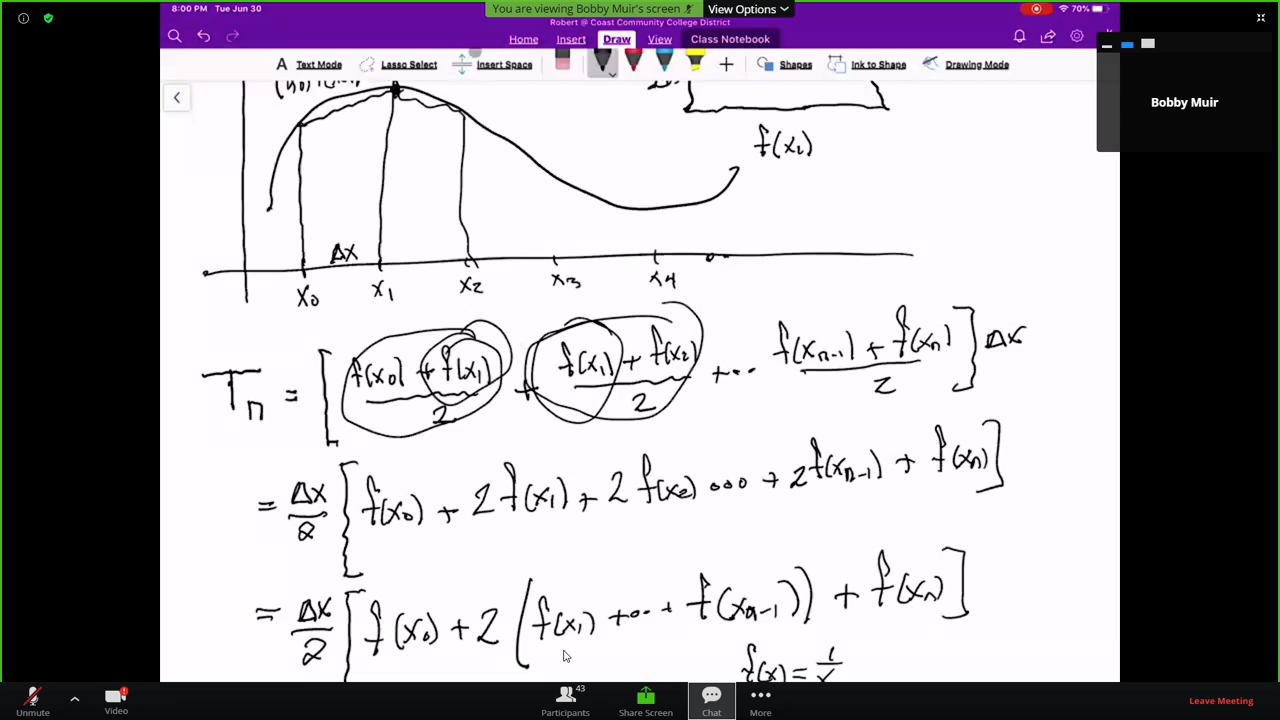 8:00 PM Tue Jun 30
You are viewing Bobby Muir's screen
View Options
70%
Robert @ Coast Community College District
Home Insert Draw View Class Notebook
Text Mode Lasso Select Insert Space + Shapes Ink to Shape Drawing Mode
Bobby Muir
f(x₁)
Δx
x₀ x₁ x₂ x₃ x₄
Tₙ = [ (f(x₀) + f(x₁))/2 + (f(x₁) + f(x₂))/2 + ... (f(xₙ₋₁) + f(xₙ))/2 ] Δx
= Δx/2 [ f(x₀) + 2f(x₁) + 2f(x₂) ... + 2f(xₙ₋₁) + f(xₙ) ]
= Δx/2 [ f(x₀) + 2 ( f(x₁) + ... + f(xₙ₋₁)) + f(xₙ) ]
f(x) = 1/x
Unmute Video
43
Participants Share Screen Chat More
Leave Meeting